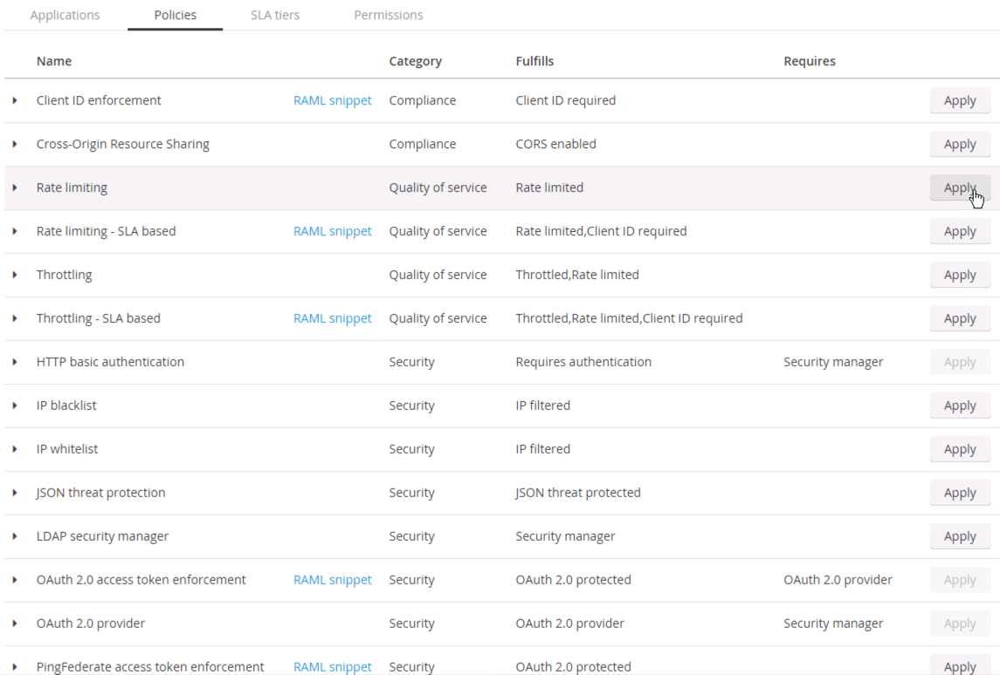 Applications Policies SLA tiers Permissions
Name Category Fulfills Requires
Client ID enforcement RAML snippet Compliance Client ID required Apply
Cross-Origin Resource Sharing Compliance CORS enabled Apply
Rate limiting Quality of service Rate limited Apply
Rate limiting - SLA based RAML snippet Quality of service Rate limited,Client ID required Apply
Throttling Quality of service Throttled,Rate limited Apply
Throttling - SLA based RAML snippet Quality of service Throttled,Rate limited,Client ID required Apply
HTTP basic authentication Security Requires authentication Security manager Apply
IP blacklist Security IP filtered Apply
IP whitelist Security IP filtered Apply
JSON threat protection Security JSON threat protected Apply
LDAP security manager Security Security manager Apply
OAuth 2.0 access token enforcement RAML snippet Security OAuth 2.0 protected OAuth 2.0 provider Apply
OAuth 2.0 provider Security OAuth 2.0 provider Security manager Apply
PingFederate access token enforcement RAML snippet Security OAuth 2.0 protected Apply